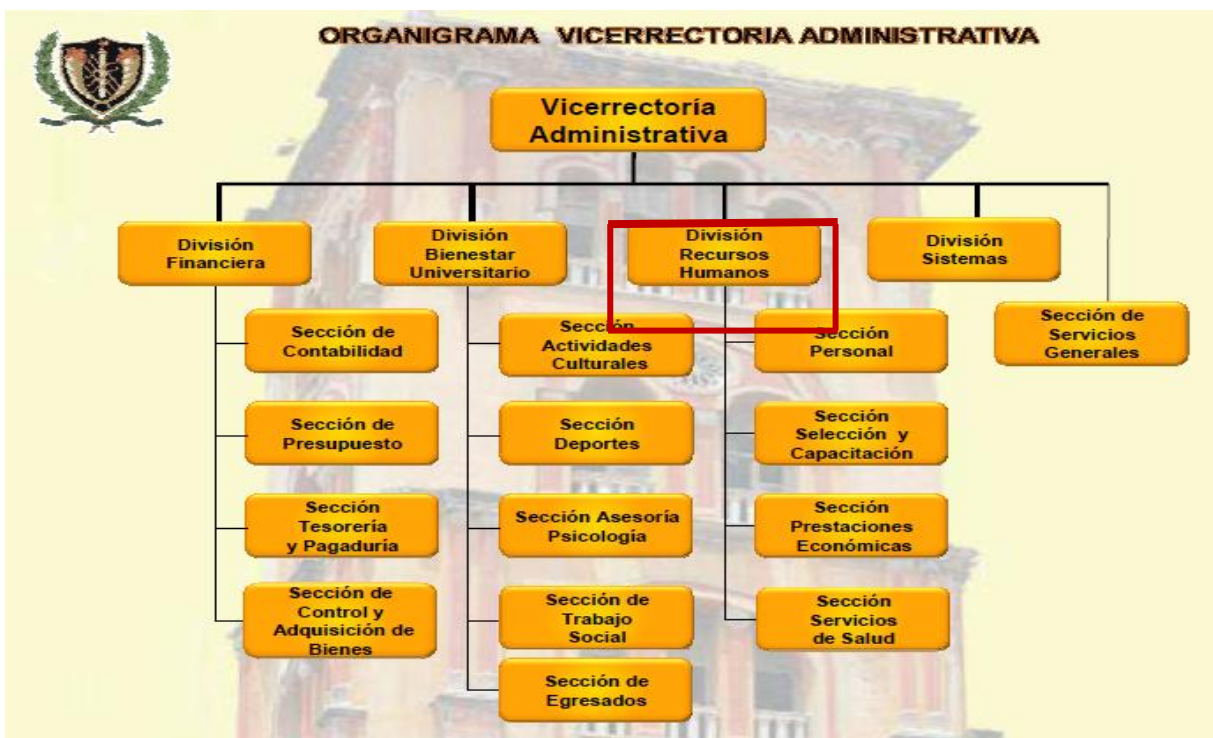 ORGANIGRAMA VICERRECTORIA ADMINISTRATIVA
Vicerrectoría
Administrativa
División
Financiera
División
Bienestar
Universitario
División
Recursos
Humanos
División
Sistemas
Sección de
Servicios
Generales
Sección de
Contabilidad
Sección de
Presupuesto
Sección
Tesorería
y Pagaduría
Sección de
Control y
Adquisición de
Bienes
Sección
Actividades
Culturales
Sección
Deportes
Sección Asesoría
Psicología
Sección de
Trabajo
Social
Sección de
Egresados
Sección
Personal
Sección
Selección y
Capacitación
Sección
Prestaciones
Económicas
Sección
Servicios
de Salud